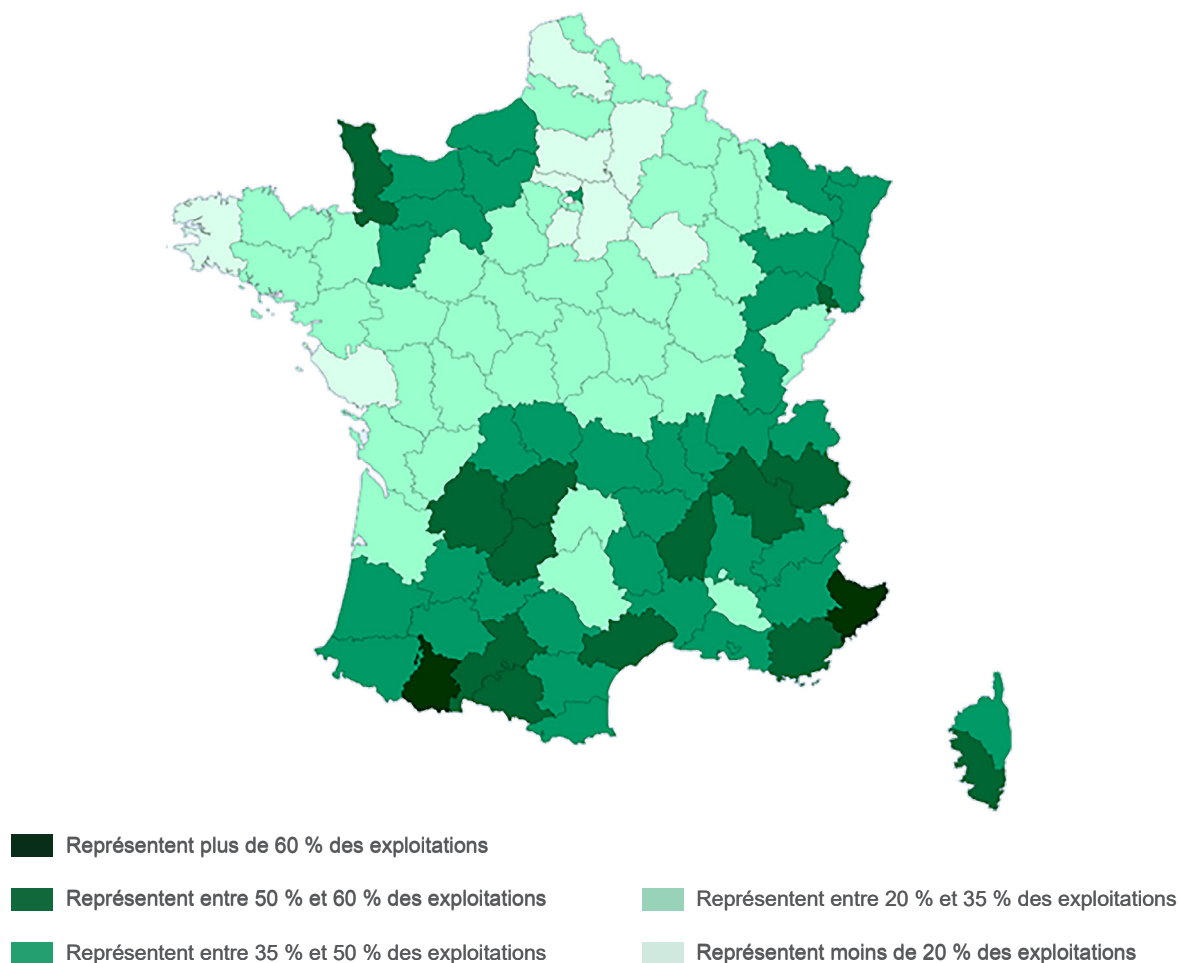 Représentent plus de 60 % des exploitations
Représentent entre 50 % et 60 % des exploitations
Représentent entre 35 % et 50 % des exploitations
Représentent entre 20 % et 35 % des exploitations
Représentent moins de 20 % des exploitations